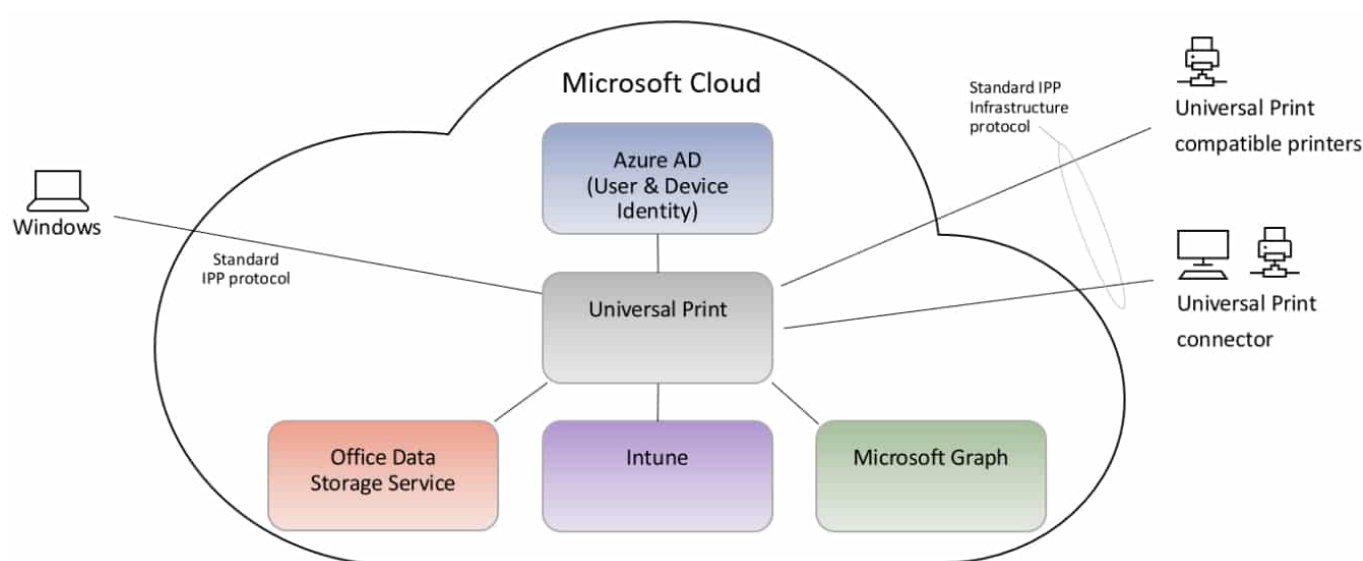 Microsoft Cloud
Standard IPP
Infrastructure
protocol
Universal Print
compatible printers
Azure AD
(User & Device
Identity)
Windows
Standard
IPP protocol
Universal Print
Universal Print
connector
Office Data
Storage Service
Intune
Microsoft Graph